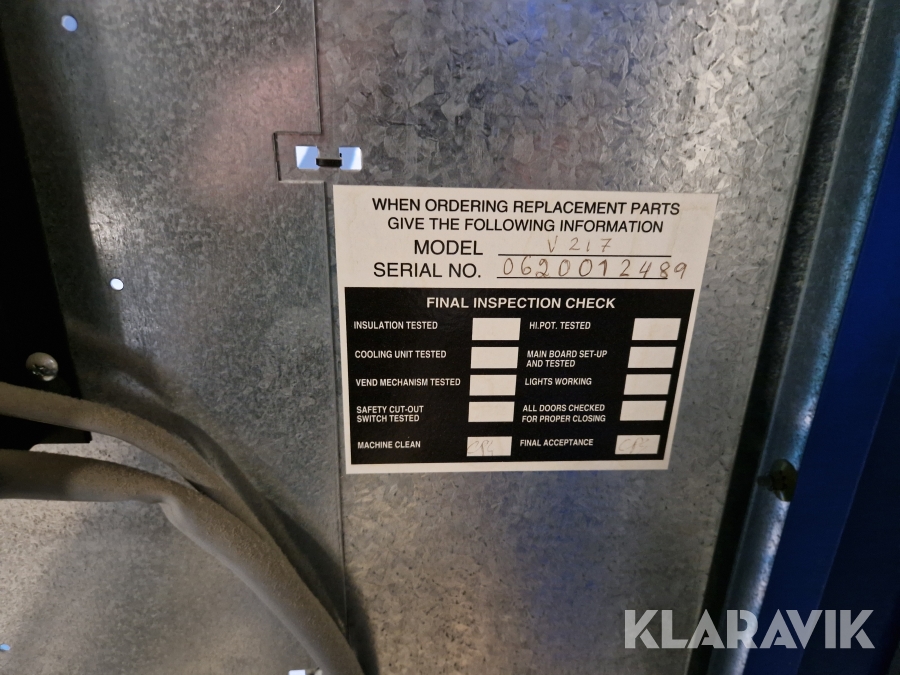 WHEN ORDERING REPLACEMENT PARTS
GIVE THE FOLLOWING INFORMATION
MODEL V 217
SERIAL NO. 0620012489
FINAL INSPECTION CHECK
INSULATION TESTED
HI.POT. TESTED
COOLING UNIT TESTED
MAIN BOARD SET-UP
AND TESTED
VEND MECHANISM TESTED
LIGHTS WORKING
SAFETY CUT-OUT
SWITCH TESTED
ALL DOORS CHECKED
FOR PROPER CLOSING
MACHINE CLEAN
FINAL ACCEPTANCE
KLARAVIK